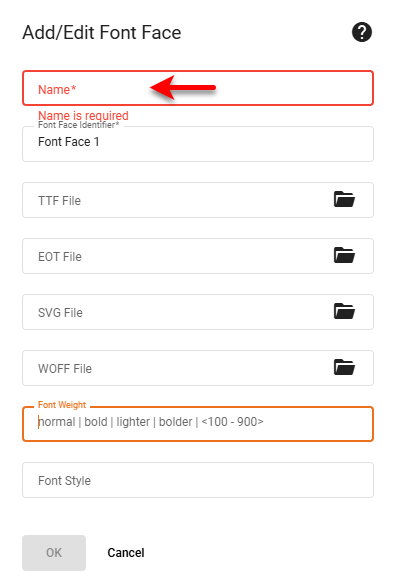 Add/Edit Font Face
?
Name*
Name is required
Font Face Identifier*
Font Face 1
TTF File
EOT File
SVG File
WOFF File
Font Weight
normal | bold | lighter | bolder | <100 - 900>
Font Style
OK Cancel